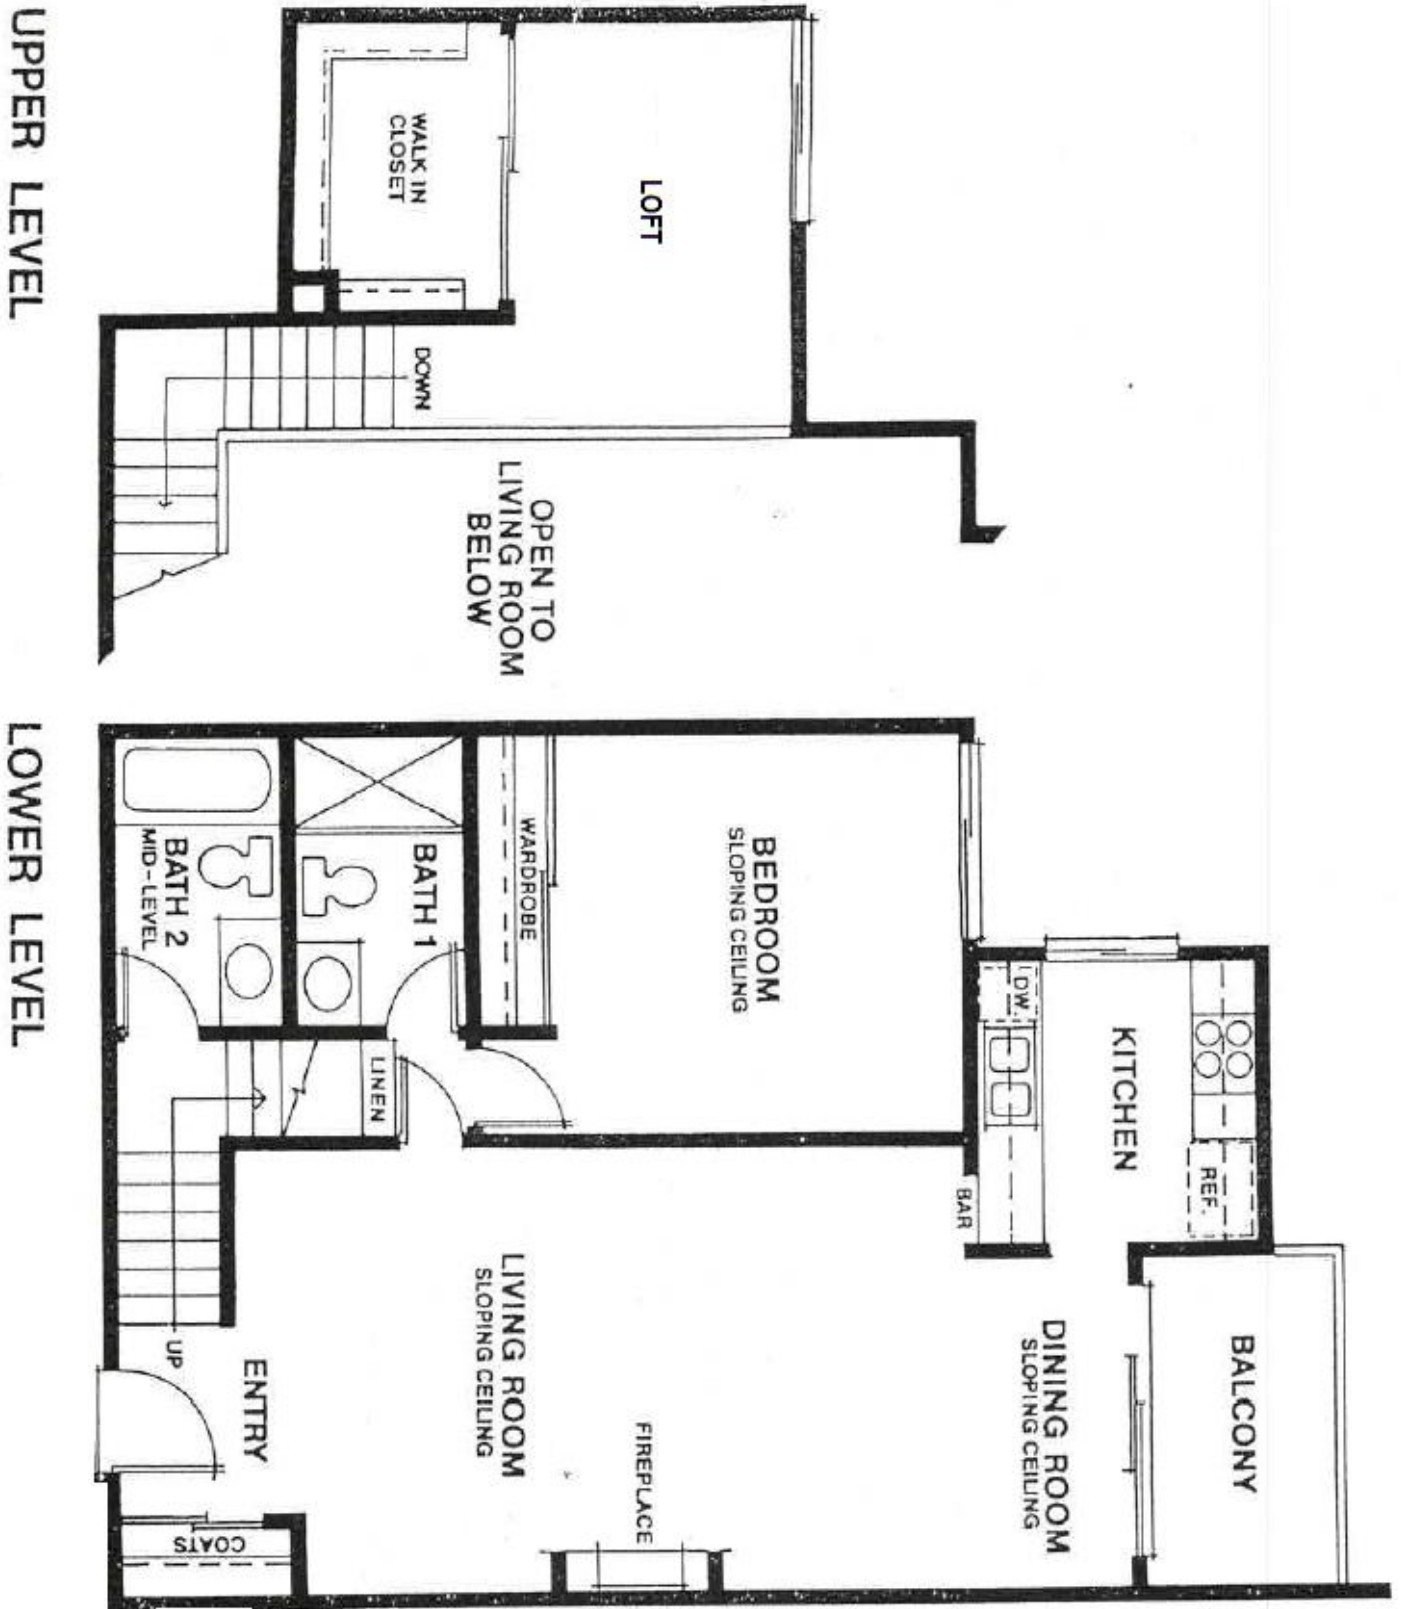 UPPER LEVEL
WALK IN
CLOSET
LOFT
DOWN
OPEN TO
LIVING ROOM
BELOW
LOWER LEVEL
BATH 2
MID-LEVEL
BATH 1
WARDROBE
BEDROOM
SLOPING CEILING
LINEN
KITCHEN
DW.
REF.
BAR
LIVING ROOM
SLOPING CEILING
DINING ROOM
SLOPING CEILING
BALCONY
UP
ENTRY
FIREPLACE
COATS